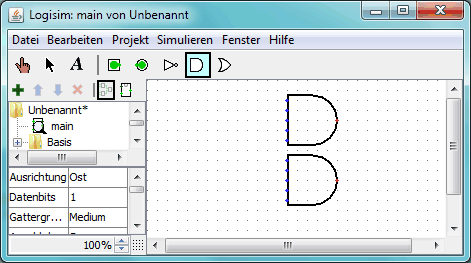 Logisim: main von Unbenannt
Datei Bearbeiten Projekt Simulieren Fenster Hilfe
A
Unbenannt*
main
Basis
Ausrichtung Ost
Datenbits 1
Gattergr... Medium
100%